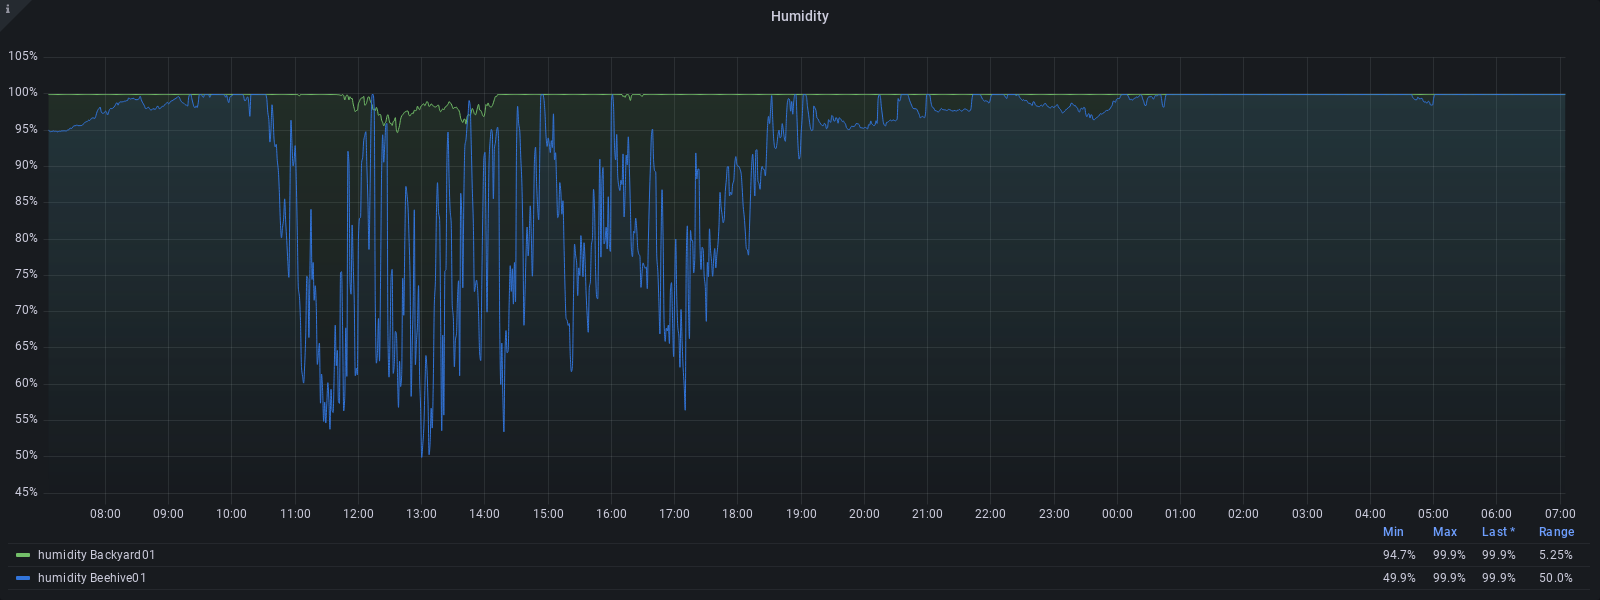 i
Humidity
105%
100%
95%
90%
85%
80%
75%
70%
65%
60%
55%
50%
45%
08:00 09:00 10:00 11:00 12:00 13:00 14:00 15:00 16:00 17:00 18:00 19:00 20:00 21:00 22:00 23:00 00:00 01:00 02:00 03:00 04:00 05:00 06:00 07:00
Min Max Last * Range
humidity Backyard01 94.7% 99.9% 99.9% 5.25%
humidity Beehive01 49.9% 99.9% 99.9% 50.0%